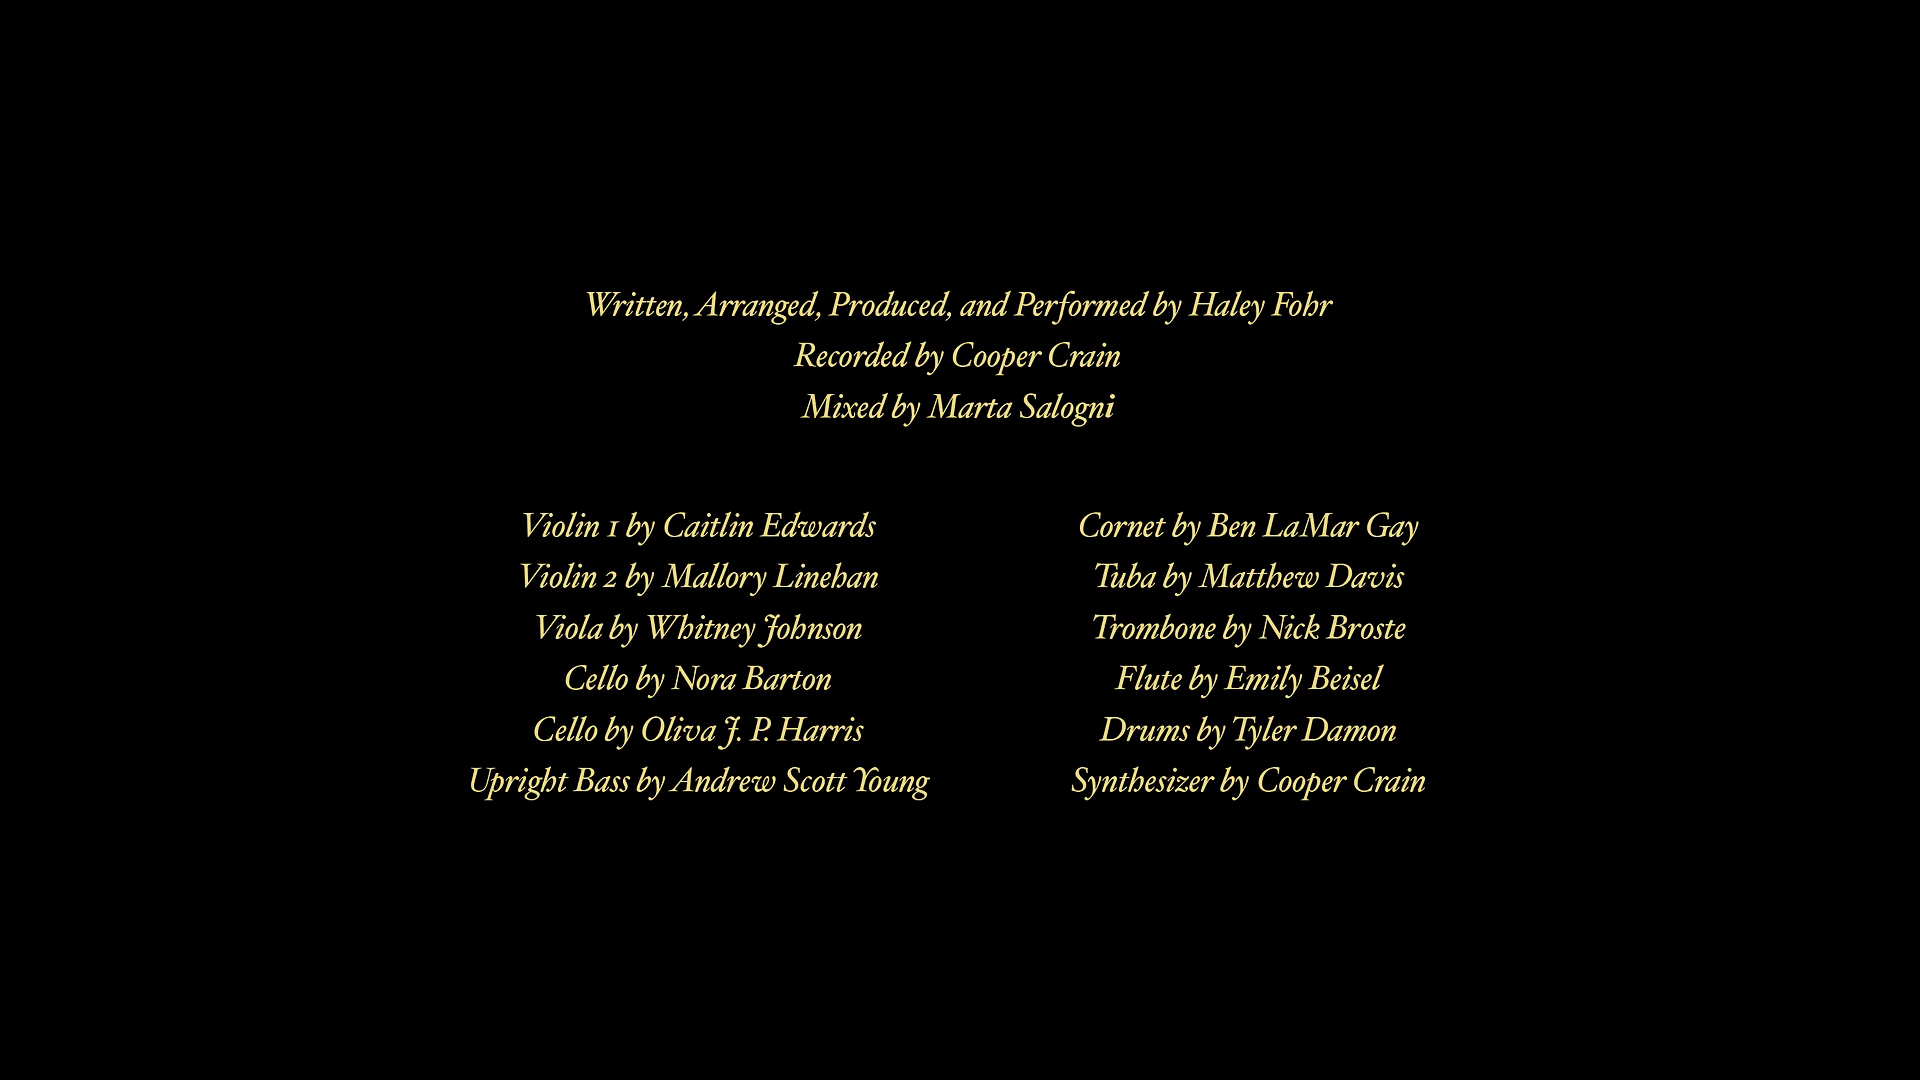 Written, Arranged, Produced, and Performed by Haley Fohr
Recorded by Cooper Crain
Mixed by Marta Salogni
Violin 1 by Caitlin Edwards
Violin 2 by Mallory Linehan
Viola by Whitney Johnson
Cello by Nora Barton
Cello by Oliva J. P. Harris
Upright Bass by Andrew Scott Young
Cornet by Ben LaMar Gay
Tuba by Matthew Davis
Trombone by Nick Broste
Flute by Emily Beisel
Drums by Tyler Damon
Synthesizer by Cooper Crain